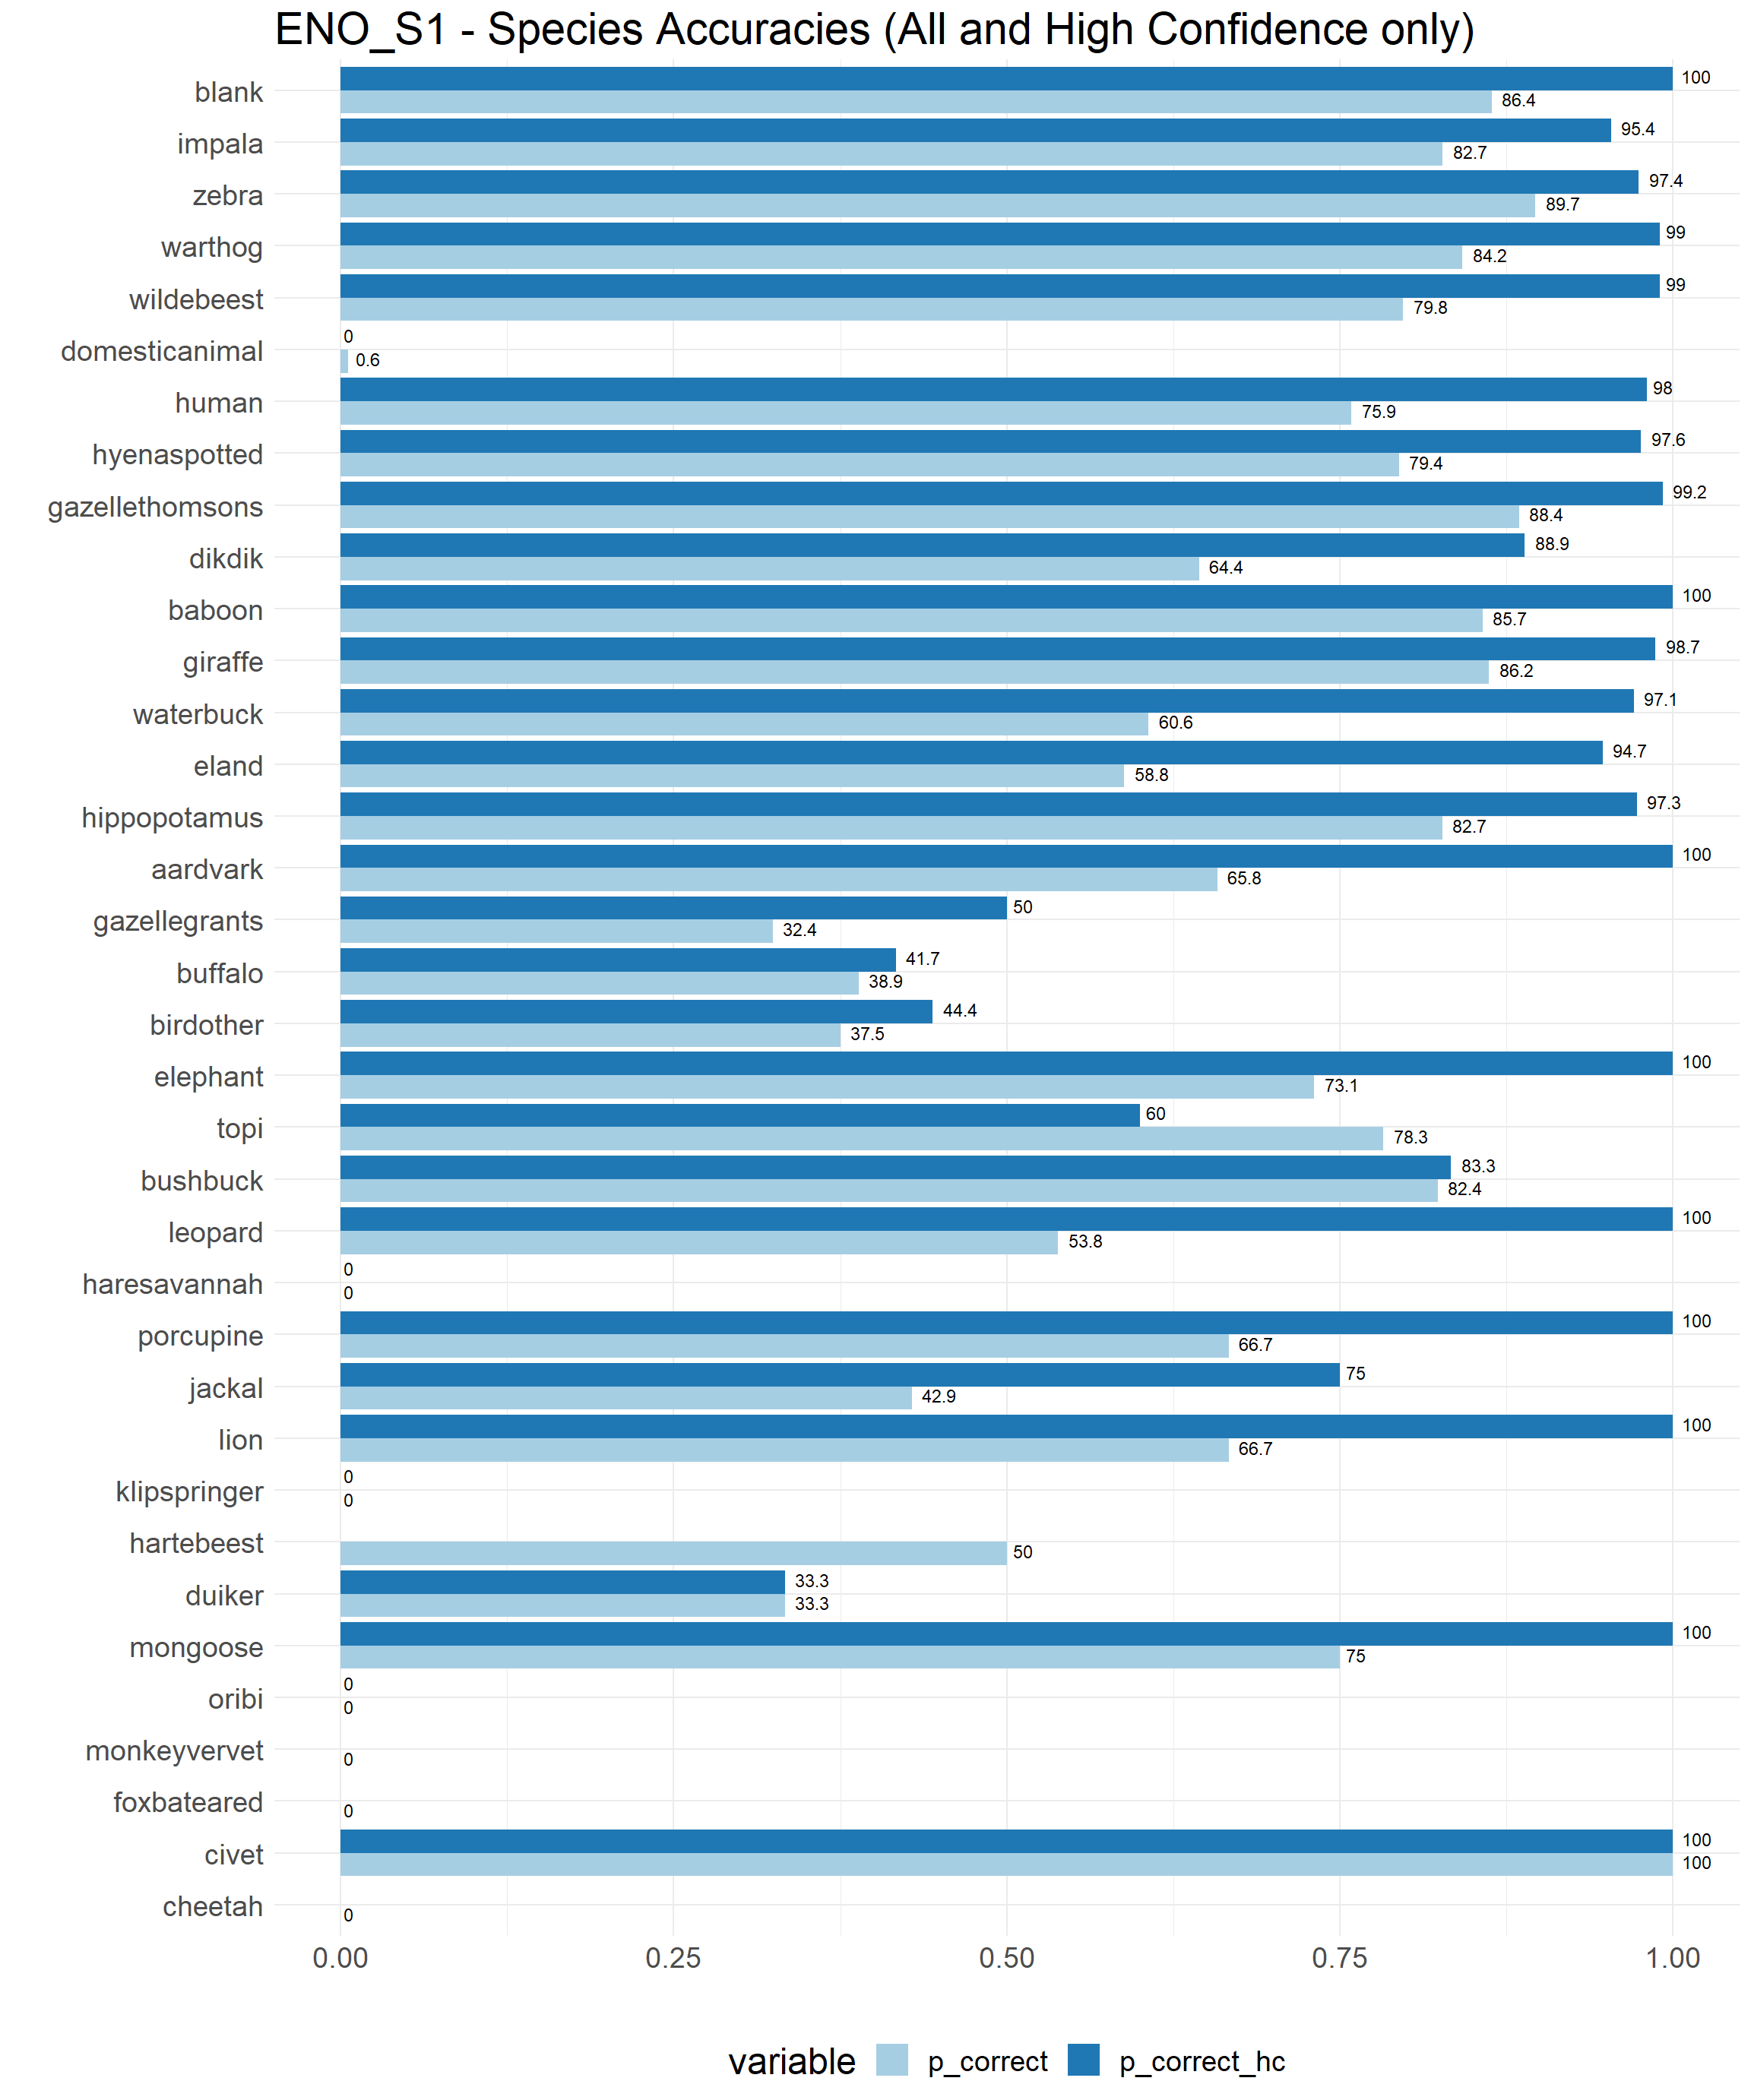 ENO_S1 - Species Accuracies (All and High Confidence only)
blank
100
86.4
impala
95.4
82.7
zebra
97.4
89.7
warthog
99
84.2
wildebeest
99
79.8
domesticanimal
0
0.6
human
98
75.9
hyenaspotted
97.6
79.4
gazellethomsons
99.2
88.4
dikdik
88.9
64.4
baboon
100
85.7
giraffe
98.7
86.2
waterbuck
97.1
60.6
eland
94.7
58.8
hippopotamus
97.3
82.7
aardvark
100
65.8
gazellegrants
50
32.4
buffalo
41.7
38.9
birdother
44.4
37.5
elephant
100
73.1
topi
60
78.3
bushbuck
83.3
82.4
leopard
100
53.8
haresavannah
0
0
porcupine
100
66.7
jackal
75
42.9
lion
100
66.7
klipspringer
0
0
hartebeest
50
duiker
33.3
33.3
mongoose
100
75
oribi
0
0
monkeyvervet
0
foxbateared
0
civet
100
100
cheetah
0
0.00 0.25 0.50 0.75 1.00
variable p_correct p_correct_hc